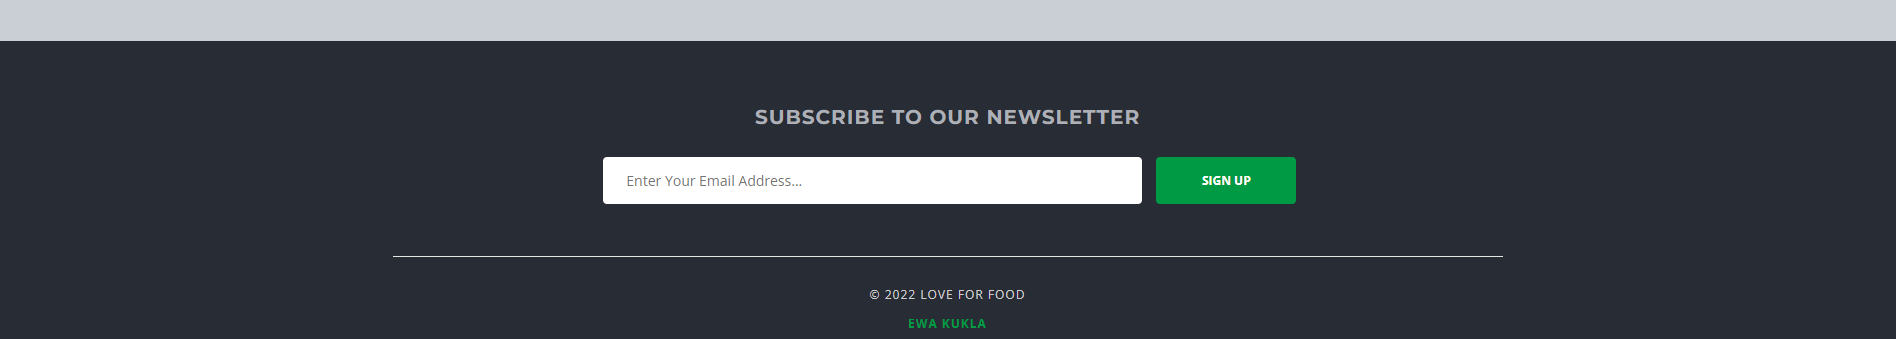 SUBSCRIBE TO OUR NEWSLETTER
Enter Your Email Address... SIGN UP
© 2022 LOVE FOR FOOD
EWA KUKLA